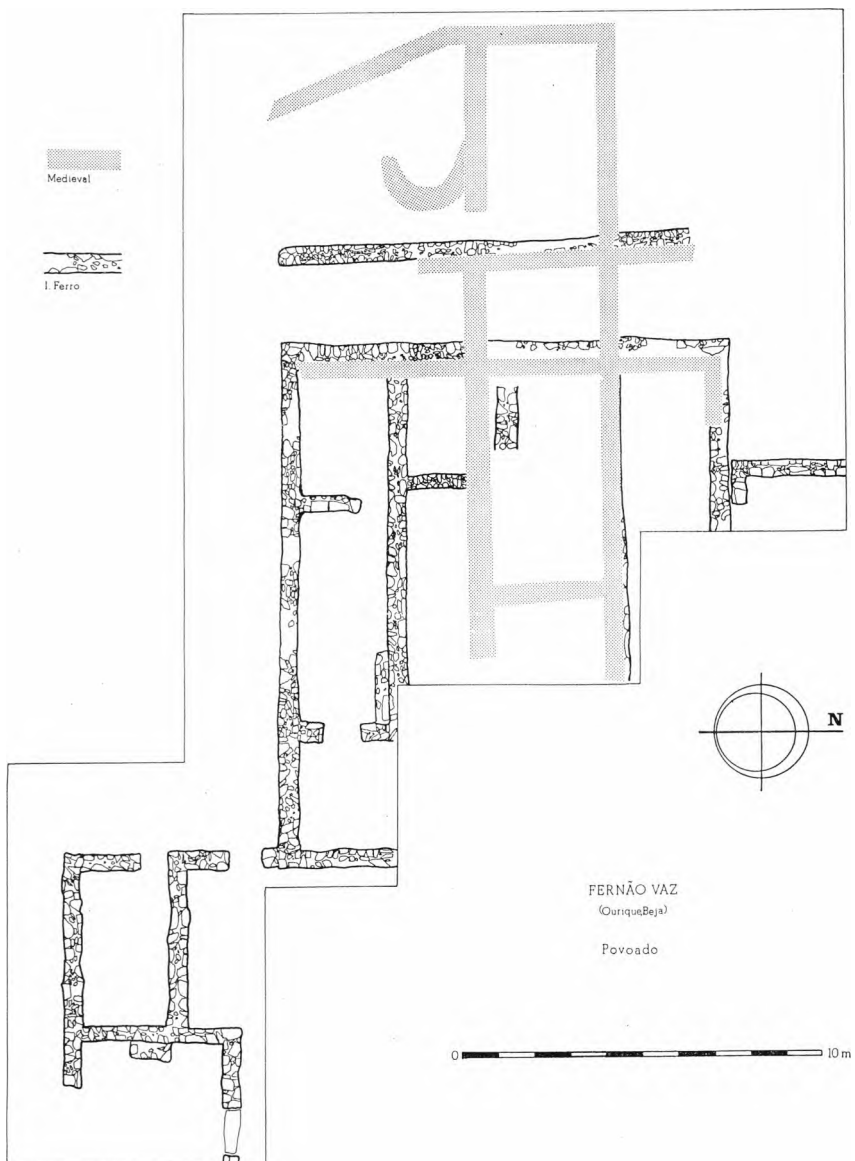 Medieval
I. Ferro
N
FERNÃO VAZ
(Ourique,Beja)
Povoado
0 10 m